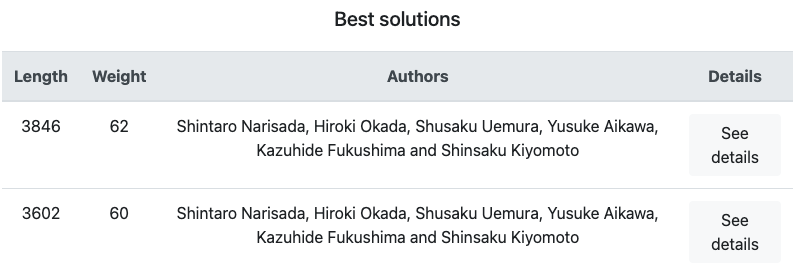 Best solutions
Length Weight Authors Details
3846 62 Shintaro Narisada, Hiroki Okada, Shusaku Uemura, Yusuke Aikawa, See
Kazuhide Fukushima and Shinsaku Kiyomoto details
3602 60 Shintaro Narisada, Hiroki Okada, Shusaku Uemura, Yusuke Aikawa, See
Kazuhide Fukushima and Shinsaku Kiyomoto details